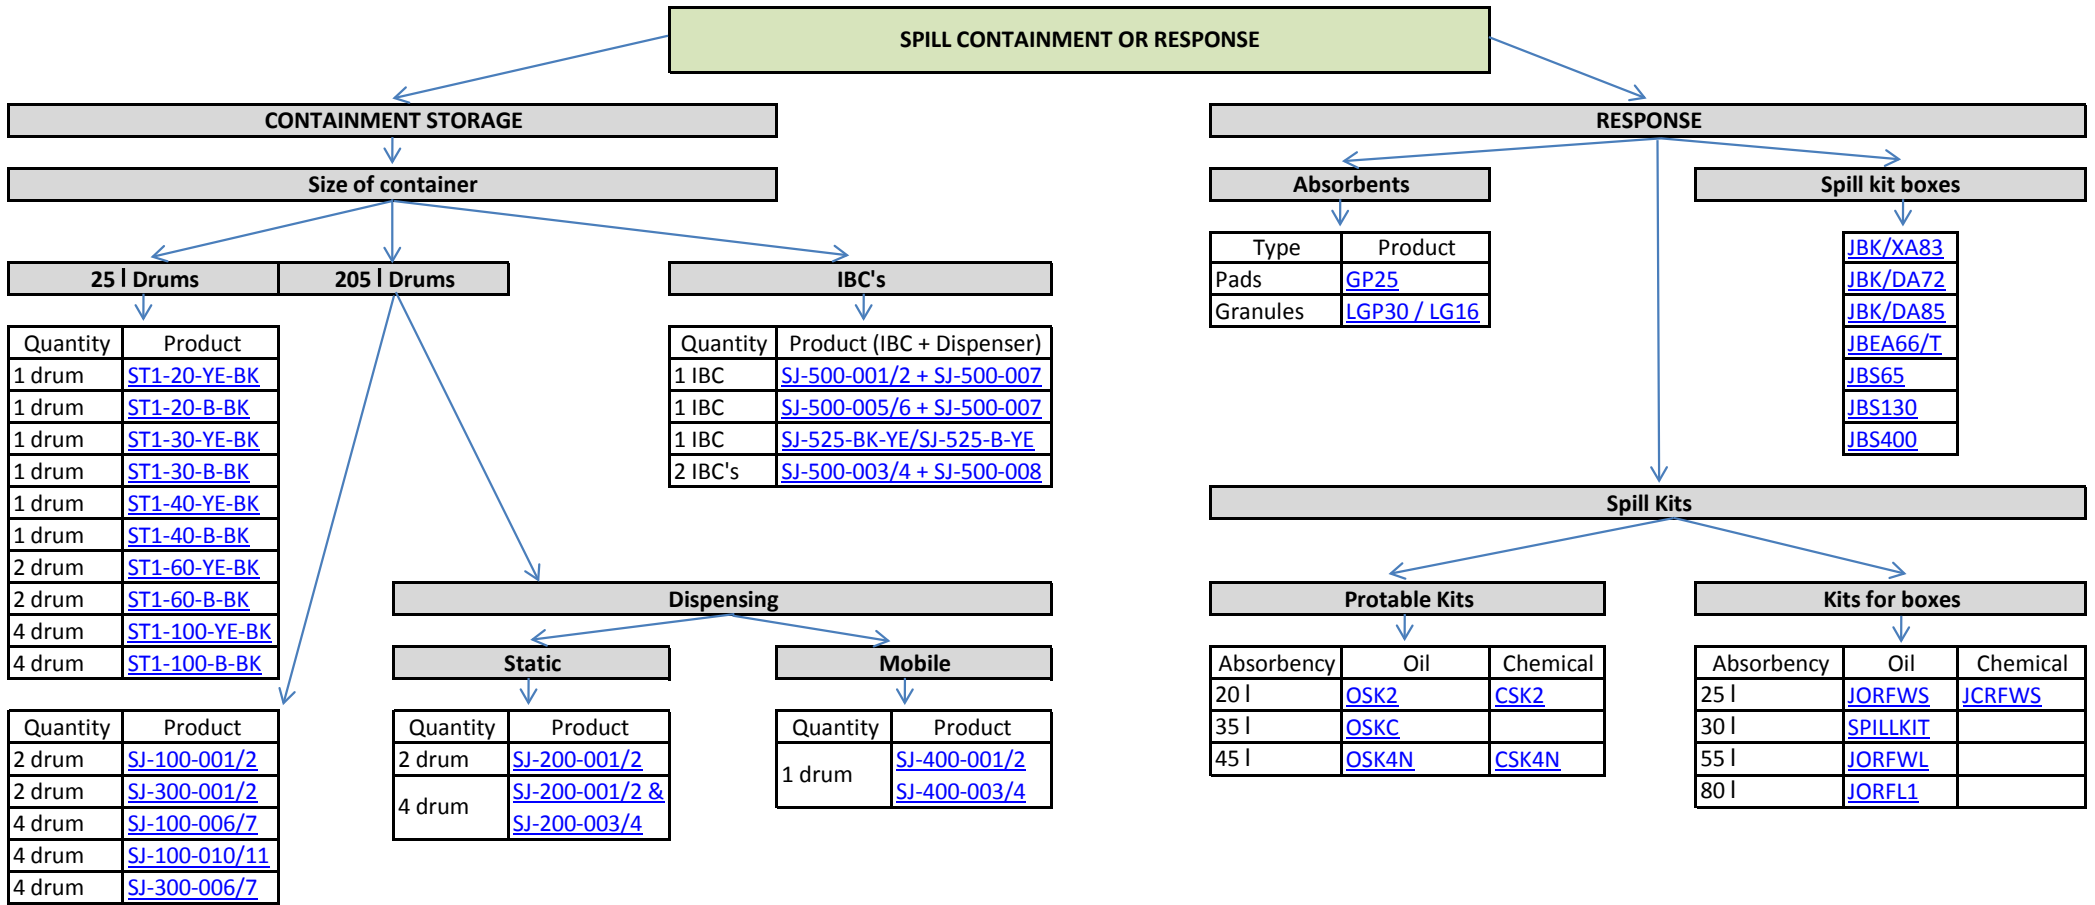 SPILL CONTAINMENT OR RESPONSE
CONTAINMENT STORAGE
Size of container
25 l Drums
205 l Drums
IBC's
Quantity Product
1 drum ST1-20-YE-BK
1 drum ST1-20-B-BK
1 drum ST1-30-YE-BK
1 drum ST1-30-B-BK
1 drum ST1-40-YE-BK
1 drum ST1-40-B-BK
2 drum ST1-60-YE-BK
2 drum ST1-60-B-BK
4 drum ST1-100-YE-BK
4 drum ST1-100-B-BK
Quantity Product
2 drum SJ-100-001/2
2 drum SJ-300-001/2
4 drum SJ-100-006/7
4 drum SJ-100-010/11
4 drum SJ-300-006/7
Quantity Product (IBC + Dispenser)
1 IBC SJ-500-001/2 + SJ-500-007
1 IBC SJ-500-005/6 + SJ-500-007
1 IBC SJ-525-BK-YE/SJ-525-B-YE
2 IBC's SJ-500-003/4 + SJ-500-008
Dispensing
Static
Quantity Product
2 drum SJ-200-001/2
4 drum SJ-200-001/2 &
SJ-200-003/4
Mobile
Quantity Product
1 drum SJ-400-001/2
SJ-400-003/4
RESPONSE
Absorbents
Type Product
Pads GP25
Granules LGP30 / LG16
Spill kit boxes
JBK/XA83
JBK/DA72
JBK/DA85
JBEA66/T
JBS65
JBS130
JBS400
Spill Kits
Protable Kits
Absorbency Oil Chemical
20 l OSK2 CSK2
35 l OSKC
45 l OSK4N CSK4N
Kits for boxes
Absorbency Oil Chemical
25 l JORFWS JCRFWS
30 l SPILLKIT
55 l JORFWL
80 l JORFL1